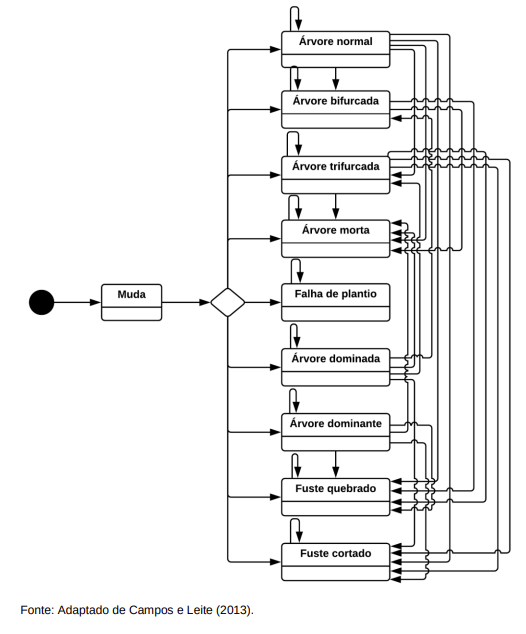 Árvore normal
Árvore bifurcada
Árvore trifurcada
Árvore morta
Muda
Falha de plantio
Árvore dominada
Árvore dominante
Fuste quebrado
Fuste cortado
Fonte: Adaptado de Campos e Leite (2013).